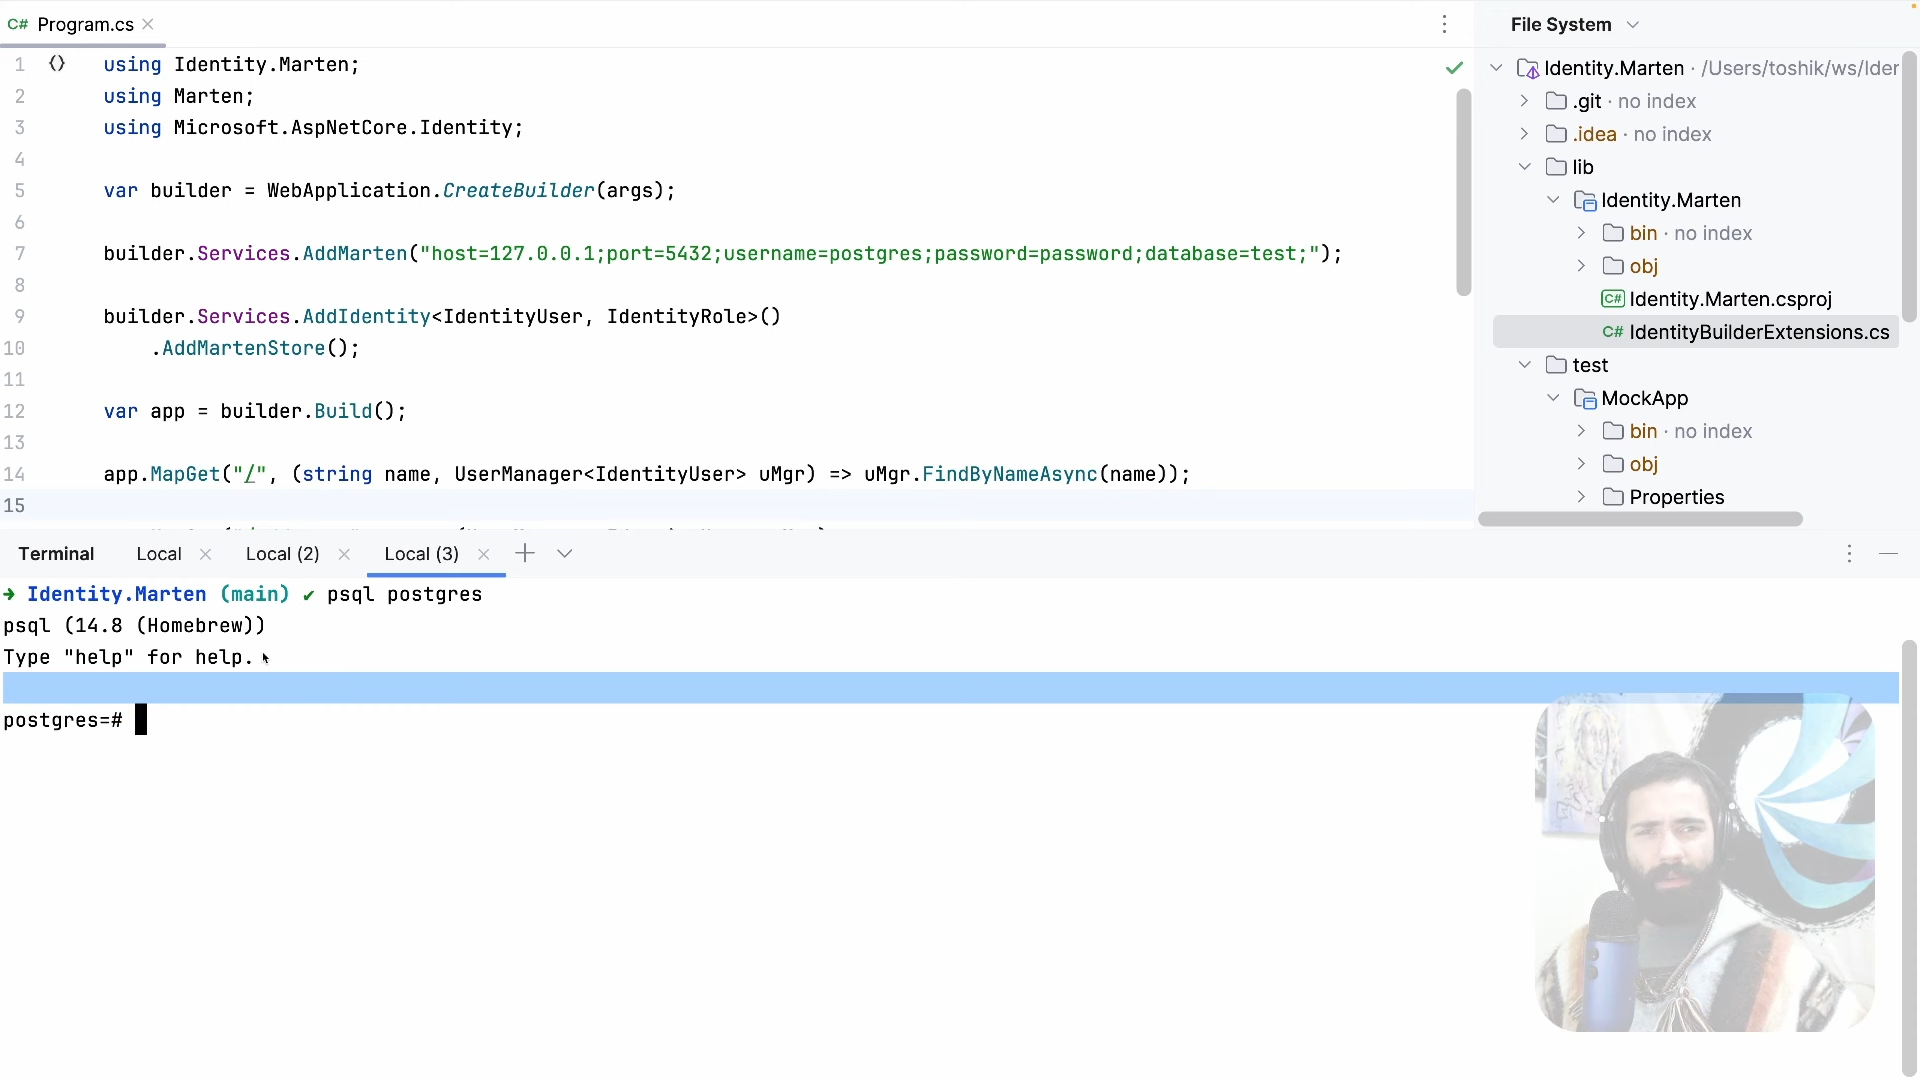 C# Program.cs
File System
1 using Identity.Marten;
2 using Marten;
3 using Microsoft.AspNetCore.Identity;
4
5 var builder = WebApplication.CreateBuilder(args);
6
7 builder.Services.AddMarten("host=127.0.0.1;port=5432;username=postgres;password=password;database=test;");
8
9 builder.Services.AddIdentity<IdentityUser, IdentityRole>()
10 .AddMartenStore();
11
12 var app = builder.Build();
13
14 app.MapGet("/", (string name, UserManager<IdentityUser> uMgr) => uMgr.FindByNameAsync(name));
15
Identity.Marten · /Users/toshik/ws/Ider
.git · no index
.idea · no index
lib
Identity.Marten
bin · no index
obj
C# Identity.Marten.csproj
C# IdentityBuilderExtensions.cs
test
MockApp
bin · no index
obj
Properties
Terminal Local Local (2) Local (3)
➜ Identity.Marten (main) ✔ psql postgres
psql (14.8 (Homebrew))
Type "help" for help.
postgres=#